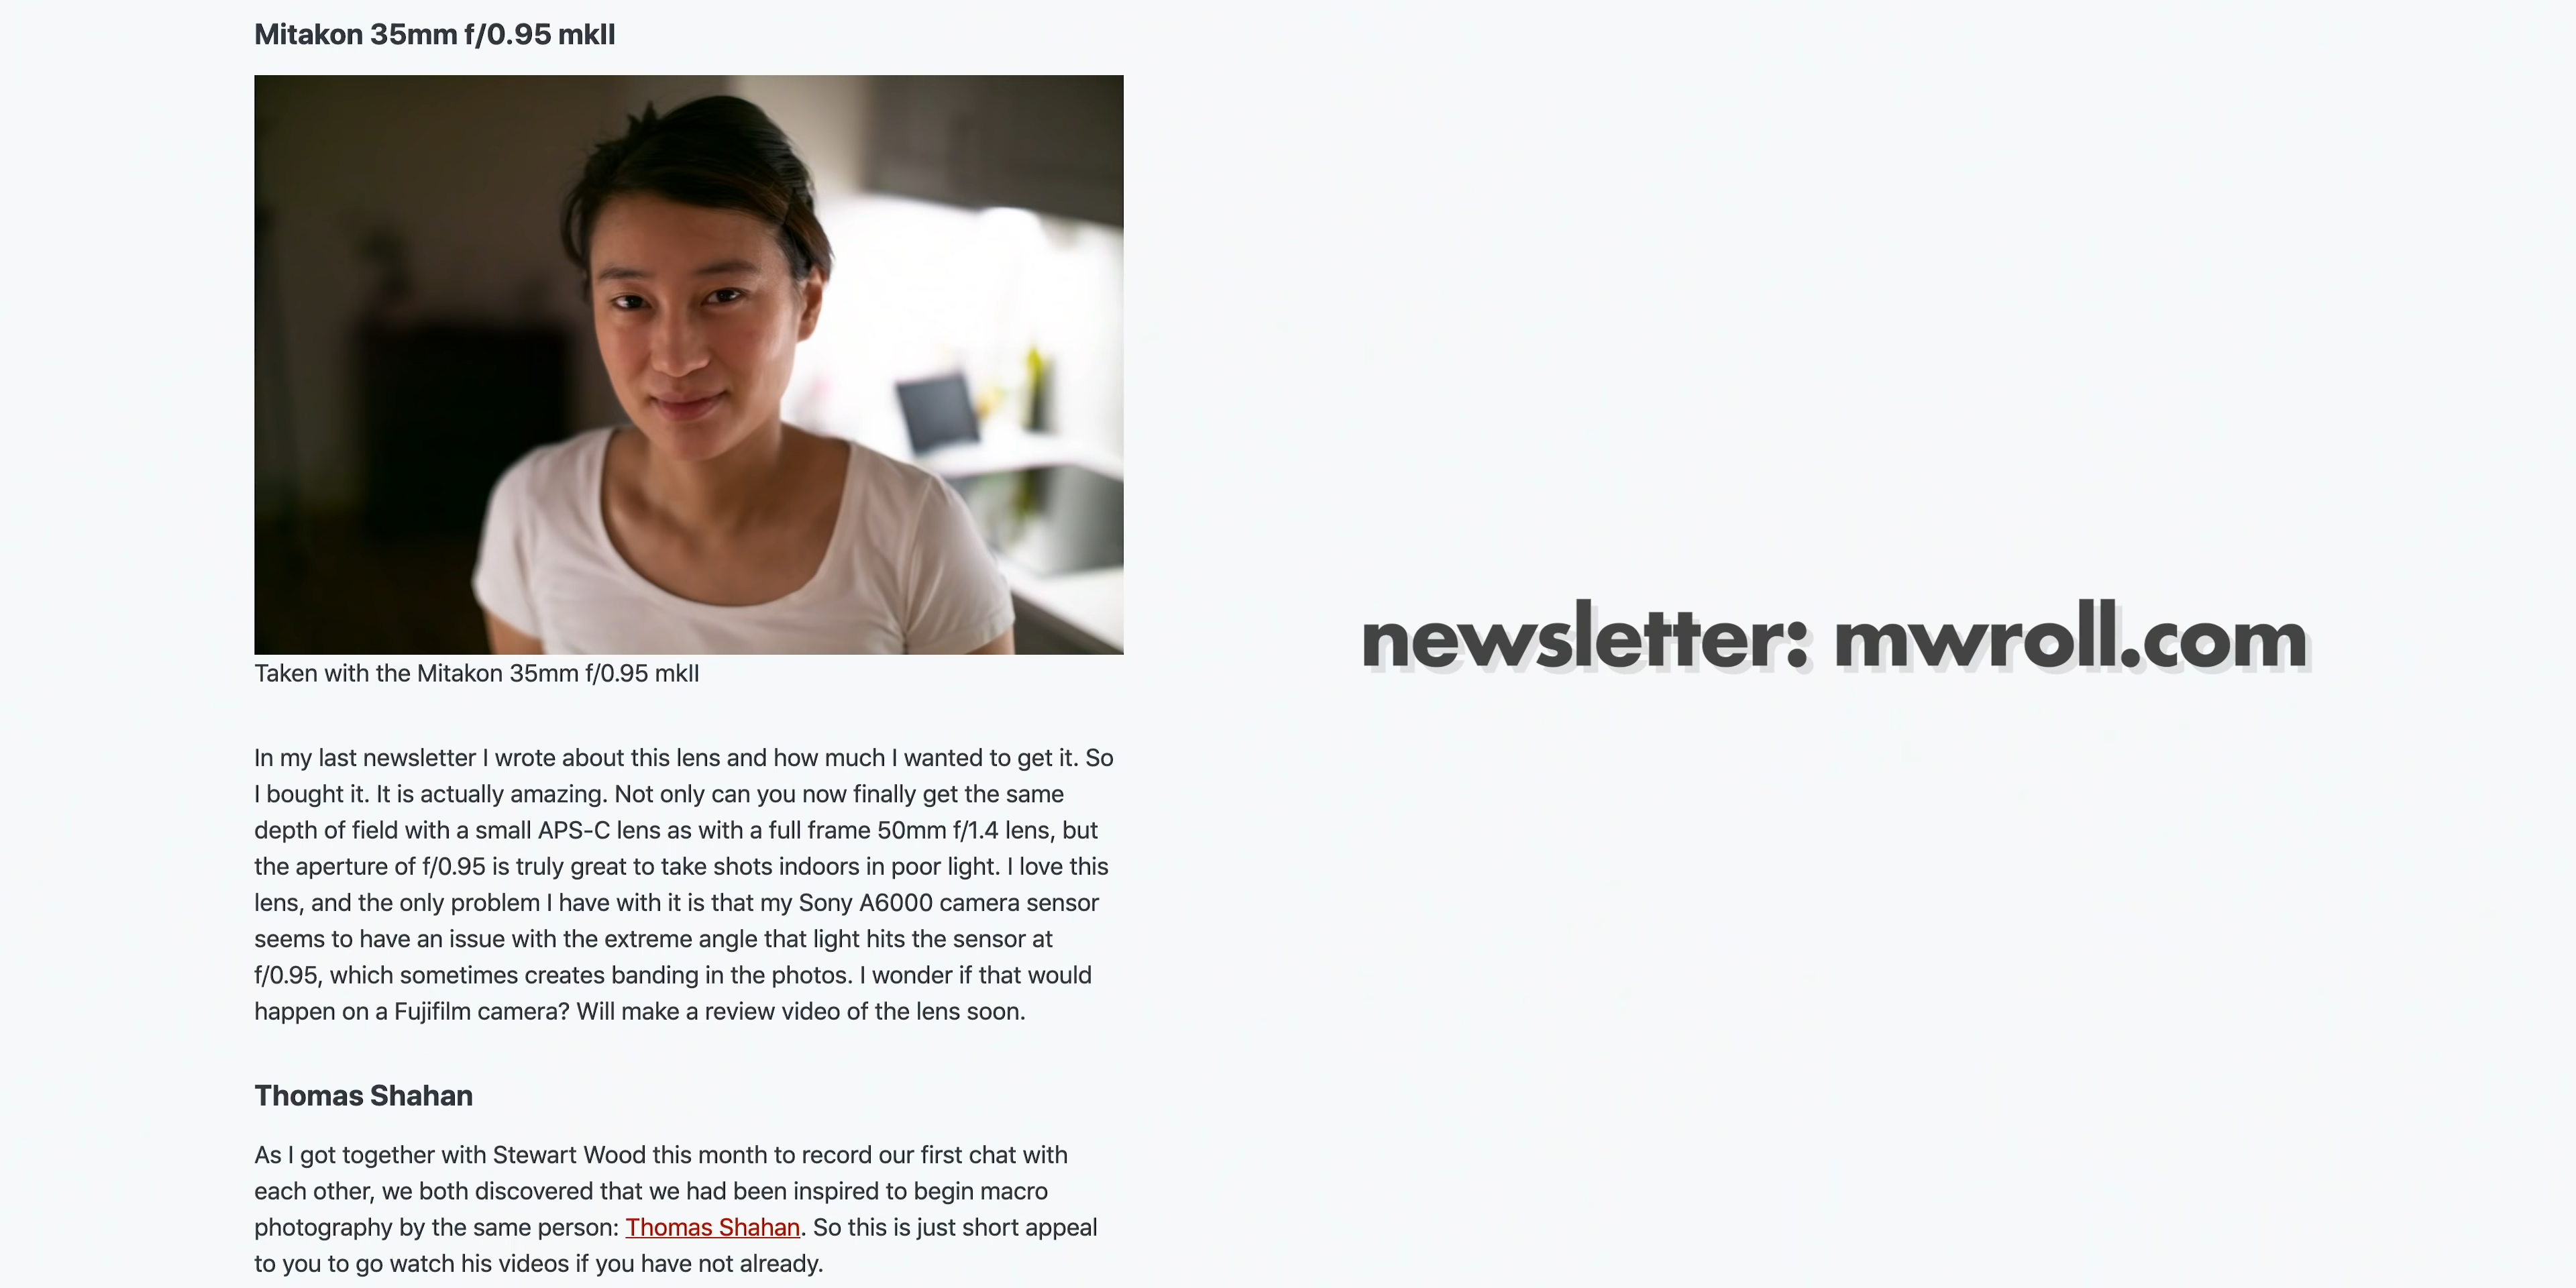 Mitakon 35mm f/0.95 mkII
Taken with the Mitakon 35mm f/0.95 mkII
In my last newsletter I wrote about this lens and how much I wanted to get it. So
I bought it. It is actually amazing. Not only can you now finally get the same
depth of field with a small APS-C lens as with a full frame 50mm f/1.4 lens, but
the aperture of f/0.95 is truly great to take shots indoors in poor light. I love this
lens, and the only problem I have with it is that my Sony A6000 camera sensor
seems to have an issue with the extreme angle that light hits the sensor at
f/0.95, which sometimes creates banding in the photos. I wonder if that would
happen on a Fujifilm camera? Will make a review video of the lens soon.
Thomas Shahan
As I got together with Stewart Wood this month to record our first chat with
each other, we both discovered that we had been inspired to begin macro
photography by the same person: Thomas Shahan. So this is just short appeal
to you to go watch his videos if you have not already.
newsletter: mwroll.com